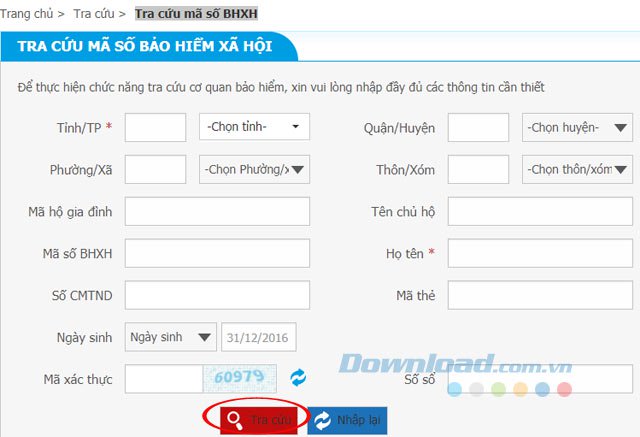 Trang chủ > Tra cứu > Tra cứu mã số BHXH
TRA CỨU MÃ SỐ BẢO HIỂM XÃ HỘI
Để thực hiện chức năng tra cứu cơ quan bảo hiểm, xin vui lòng nhập đầy đủ các thông tin cần thiết
Tỉnh/TP * -Chọn tỉnh- Quận/Huyện -Chọn huyện-
Phường/Xã -Chọn Phường/x Thôn/Xóm -Chọn thôn/xóm
Mã hộ gia đình Tên chủ hộ
Mã số BHXH Họ tên *
Số CMTND Mã thẻ
Ngày sinh Ngày sinh 31/12/2016
Download.com.vn
Mã xác thực 60979 Số sổ
Tra cứu Nhập lại